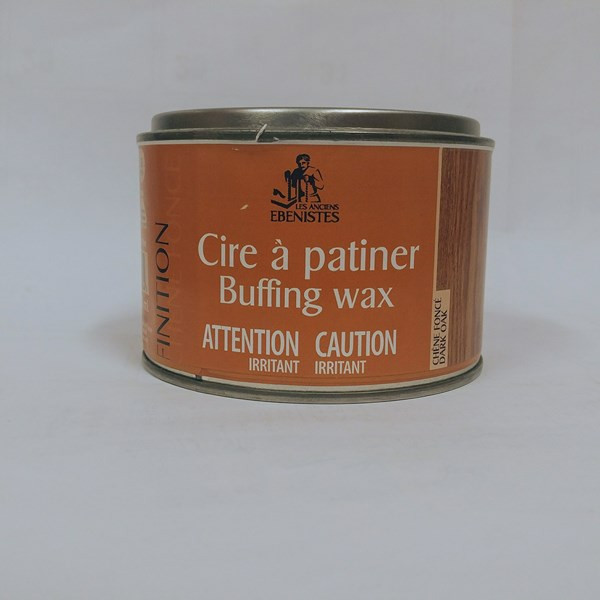 LES ANCIENS
EBENISTES
Cire à patiner
Buffing wax
ATTENTION CAUTION
IRRITANT IRRITANT
FINITION
CHÊNE FONCÉ
DARK OAK